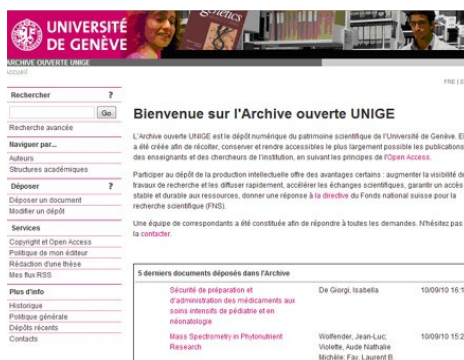 UNIVERSITÉ
DE GENÈVE
genetics
ARCHIVE OUVERTE UNIGE
Accueil
FRE | E
Rechercher ?
Go
Recherche avancée
Naviguer par...
Auteurs
Structures académiques
Déposer ?
Déposer un document
Modifier un dépôt
Services
Copyright et Open Access
Politique de mon éditeur
Rédaction d'une thèse
Mes flux RSS
Plus d'info
Historique
Politique générale
Dépôts récents
Contacts
Bienvenue sur l'Archive ouverte UNIGE
L'Archive ouverte UNIGE est le dépôt numérique du patrimoine scientifique de l'Université de Genève. El
a été créée afin de récolter, conserver et rendre accessibles le plus largement possible les publications
des enseignants et des chercheurs de l'institution, en suivant les principes de l'Open Access.
Participer au dépôt de la production intellectuelle offre des avantages certains : augmenter la visibilité de
travaux de recherche et les diffuser rapidement, accélérer les échanges scientifiques, garantir un accès
stable et durable aux ressources, donner une réponse à la directive du Fonds national suisse pour la
recherche scientifique (FNS).
Une équipe de correspondants a été constituée afin de répondre à toutes les demandes. N'hésitez pas
la contacter.
5 derniers documents déposés dans l'Archive
Sécurité de préparation et De Giorgi, Isabella 10/09/10 16:1
d'administration des médicaments aux
soins intensifs de pédiatrie et en
néonatologie
Mass Spectrometry in Phytonutrient Wolfender, Jean-Luc; 10/09/10 15:2
Research Violette, Aude Nathalie
Michèle; Fay, Laurent B.